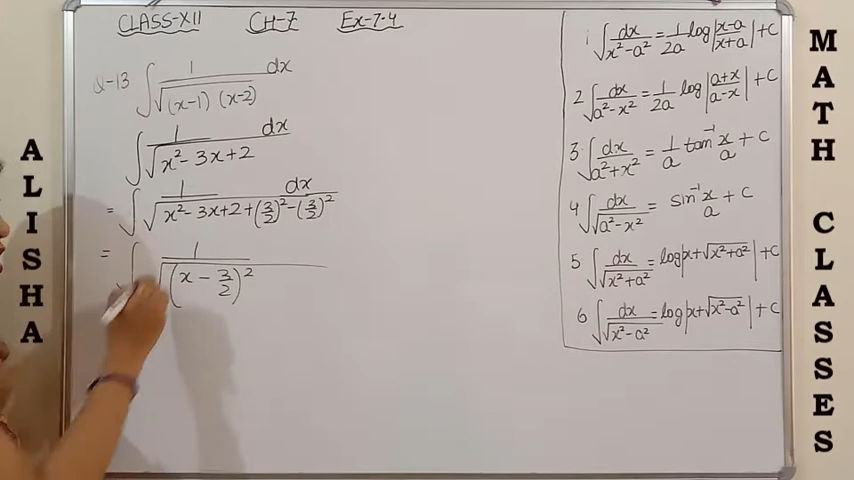 CLASS-XII CH-7 Ex-7.4
Q-13 ∫ 1/√((x-1) (x-2)) dx
∫ 1/√(x² - 3x + 2) dx
= ∫ 1/√(x² - 3x + 2 + (3/2)² - (3/2)²) dx
= ∫ 1/√((x - 3/2)²
1 ∫ dx/(x² - a²) = 1/2a log |x-a/x+a| + C
2 ∫ dx/(a² - x²) = 1/2a log |a+x/a-x| + C
3 ∫ dx/(a² + x²) = 1/a tan⁻¹ x/a + C
4 ∫ dx/√(a² - x²) = sin⁻¹ x/a + C
5 ∫ dx/√(x² + a²) = log |x + √(x² + a²)| + C
6 ∫ dx/√(x² - a²) = log |x + √(x² - a²)| + C
ALISHA
MATH CLASSES